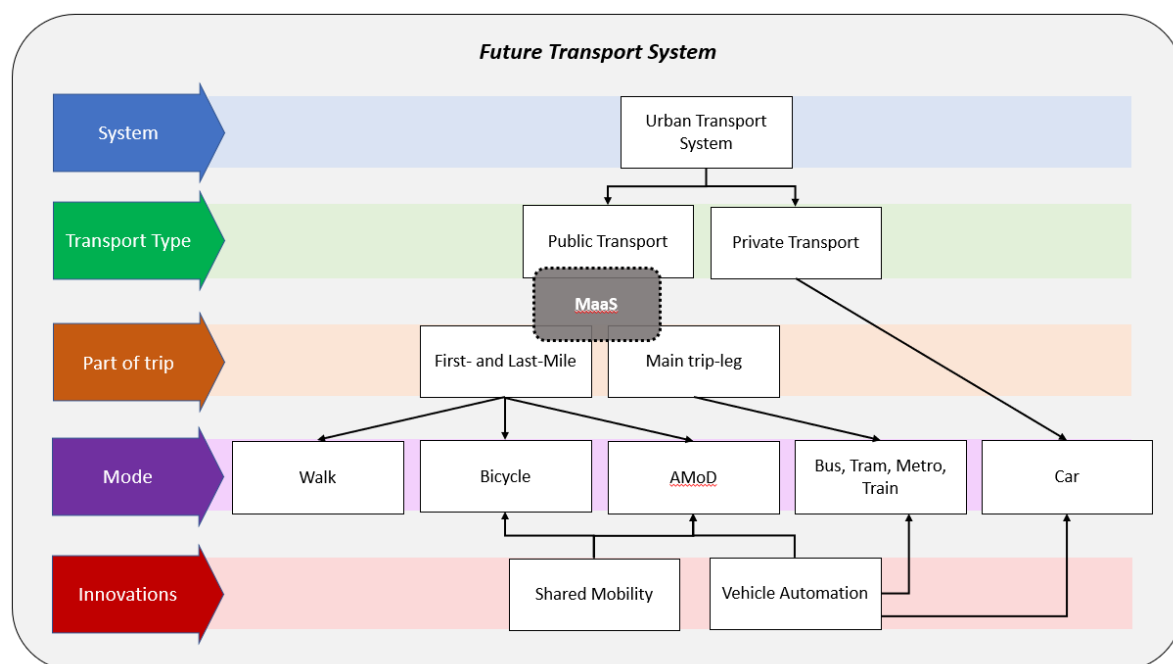 Future Transport System
System
Urban Transport
System
Transport Type
Public Transport
Private Transport
MaaS
Part of trip
First- and Last-Mile
Main trip-leg
Mode
Walk
Bicycle
AMoD
Bus, Tram, Metro,
Train
Car
Innovations
Shared Mobility
Vehicle Automation